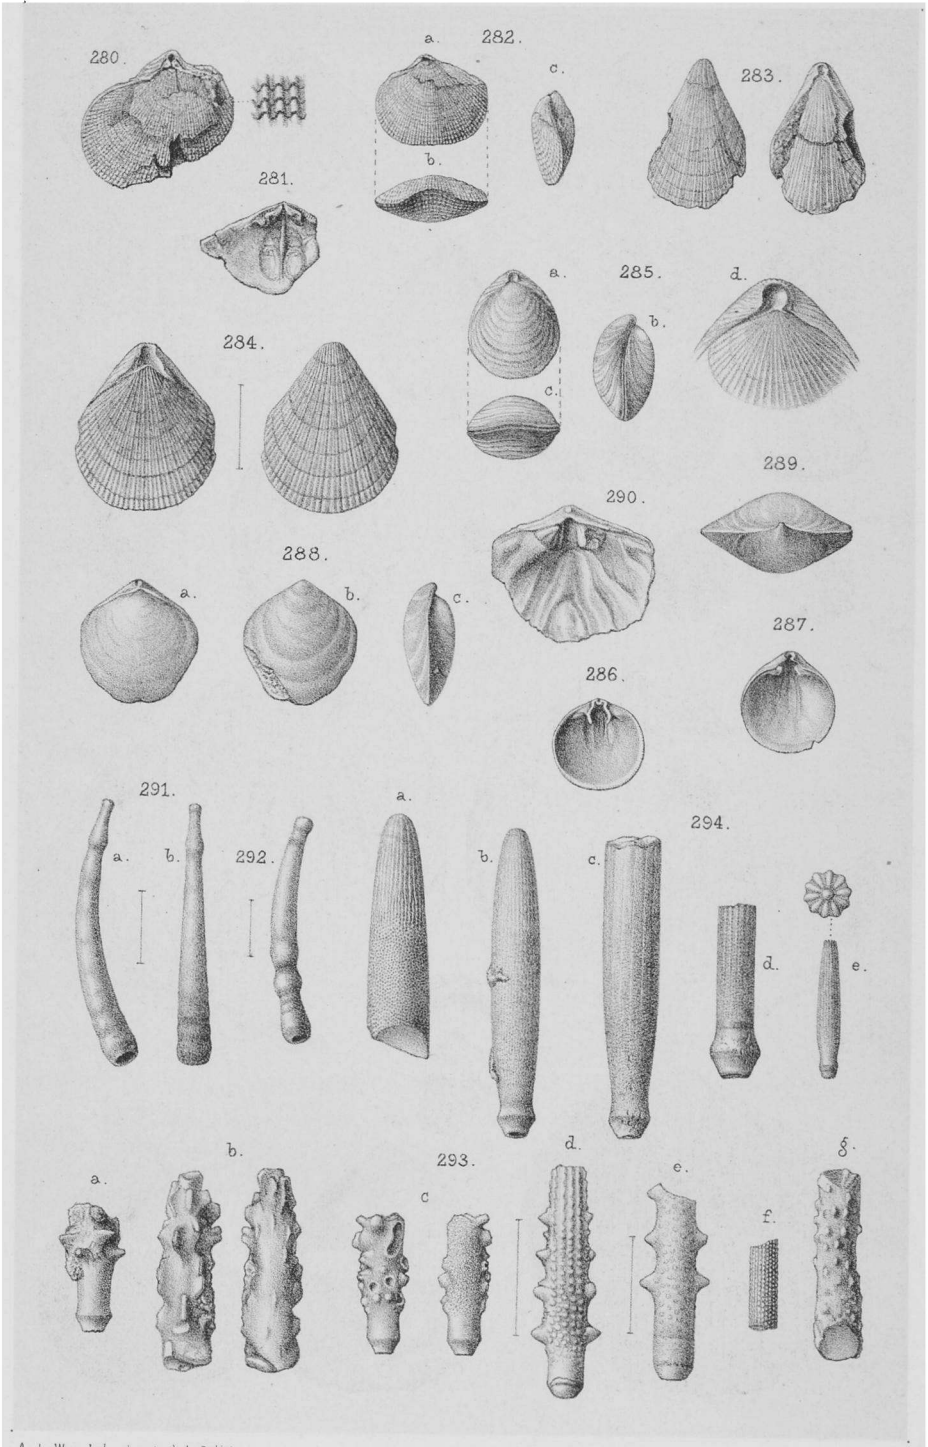 a. 282.
280. c. 283.
b.
281.
a. 285. d.
b.
284.
c.
289.
290.
288.
a. b. c.
287.
286.
291. a.
294.
a. b. 292. b. c.
d. e.
b. d. g.
293. e.
a. c
f.